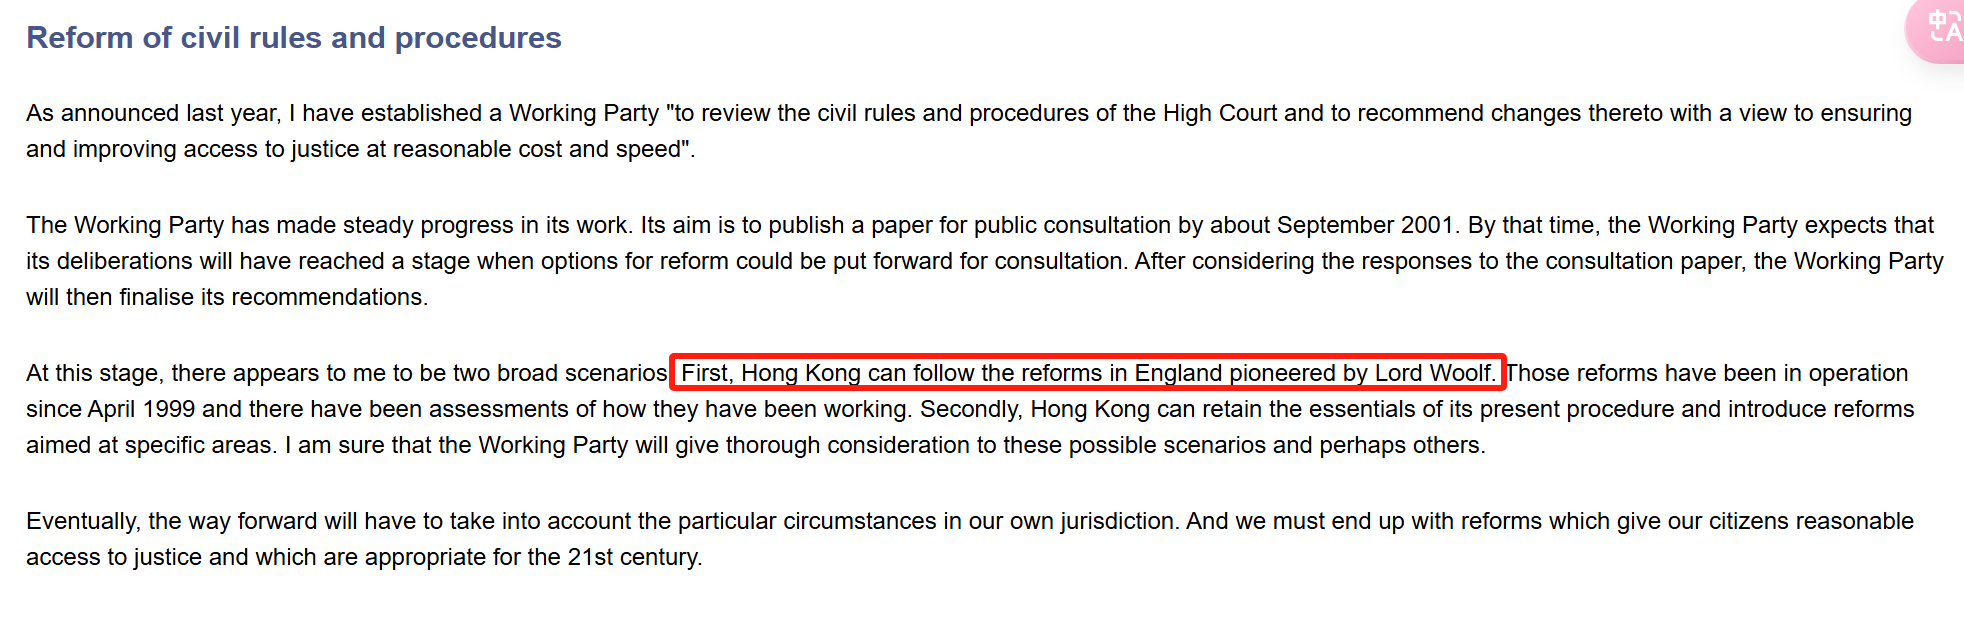 Reform of civil rules and procedures
As announced last year, I have established a Working Party "to review the civil rules and procedures of the High Court and to recommend changes thereto with a view to ensuring
and improving access to justice at reasonable cost and speed".
The Working Party has made steady progress in its work. Its aim is to publish a paper for public consultation by about September 2001. By that time, the Working Party expects that
its deliberations will have reached a stage when options for reform could be put forward for consultation. After considering the responses to the consultation paper, the Working Party
will then finalise its recommendations.
At this stage, there appears to me to be two broad scenarios. First, Hong Kong can follow the reforms in England pioneered by Lord Woolf. Those reforms have been in operation
since April 1999 and there have been assessments of how they have been working. Secondly, Hong Kong can retain the essentials of its present procedure and introduce reforms
aimed at specific areas. I am sure that the Working Party will give thorough consideration to these possible scenarios and perhaps others.
Eventually, the way forward will have to take into account the particular circumstances in our own jurisdiction. And we must end up with reforms which give our citizens reasonable
access to justice and which are appropriate for the 21st century.
中A